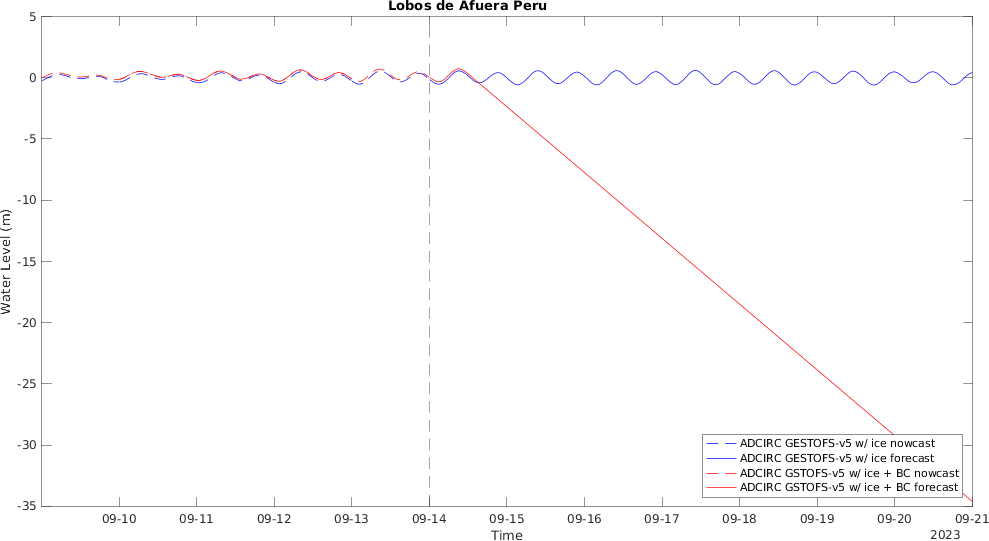 Lobos de Afuera Peru
5
0
-5
-10
-15
-20
-25
-30
-35
Water Level (m)
ADCIRC GESTOFS-v5 w/ ice nowcast
ADCIRC GESTOFS-v5 w/ ice forecast
ADCIRC GSTOFS-v5 w/ ice + BC nowcast
ADCIRC GSTOFS-v5 w/ ice + BC forecast
09-10 09-11 09-12 09-13 09-14 09-15 09-16 09-17 09-18 09-19 09-20 09-21
Time
2023